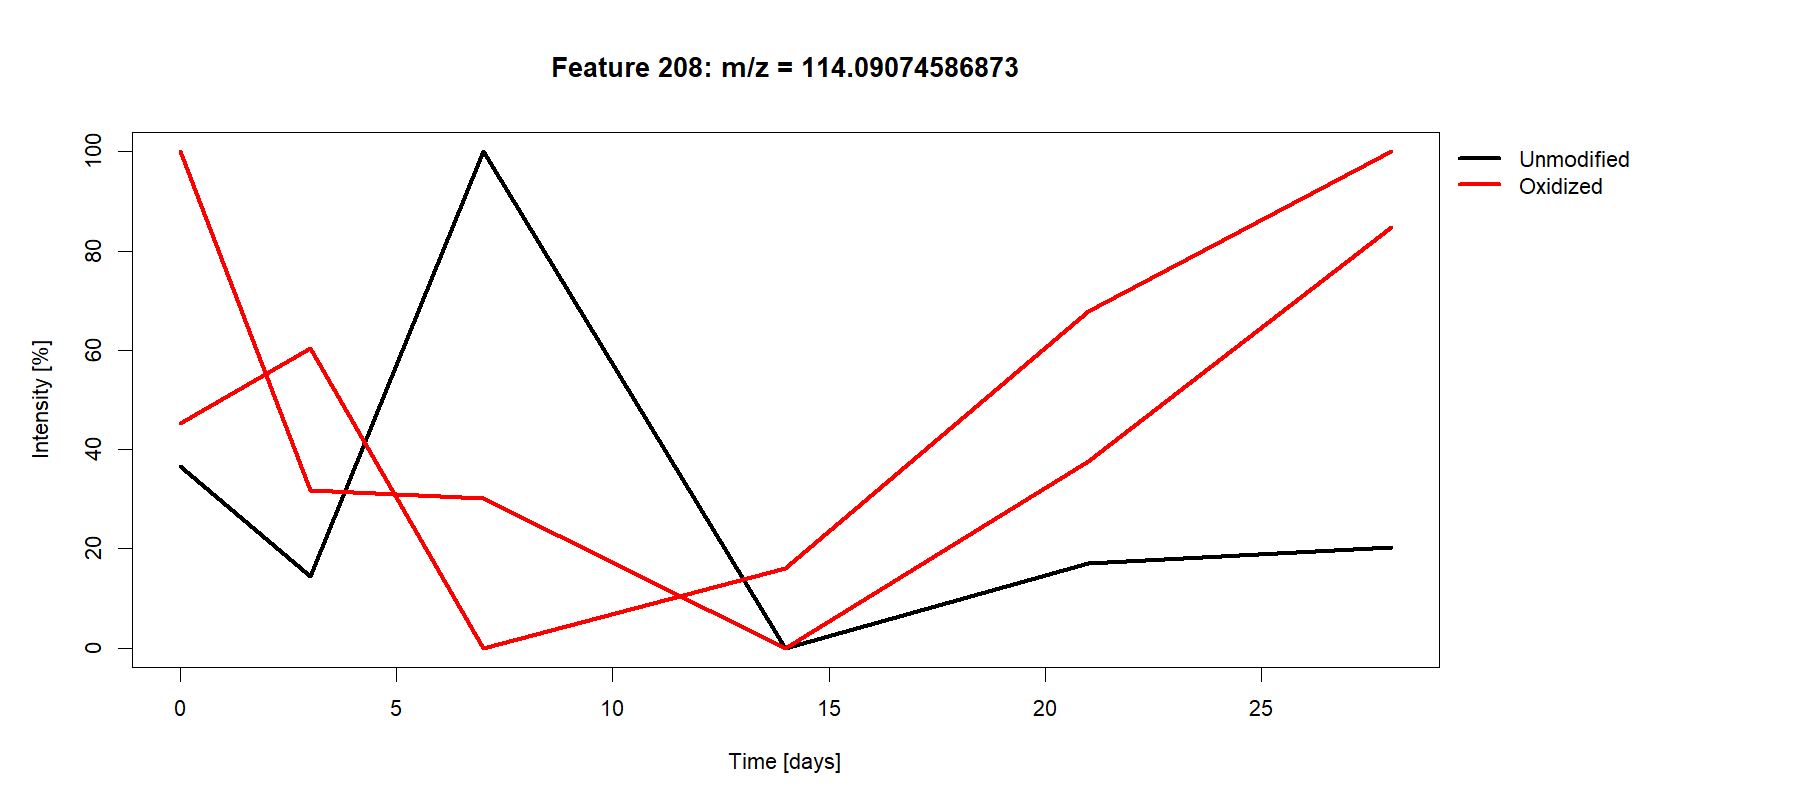 Feature 208: m/z = 114.09074586873
Unmodified
Oxidized
Intensity [%]
100
80
60
40
20
0
0 5 10 15 20 25
Time [days]